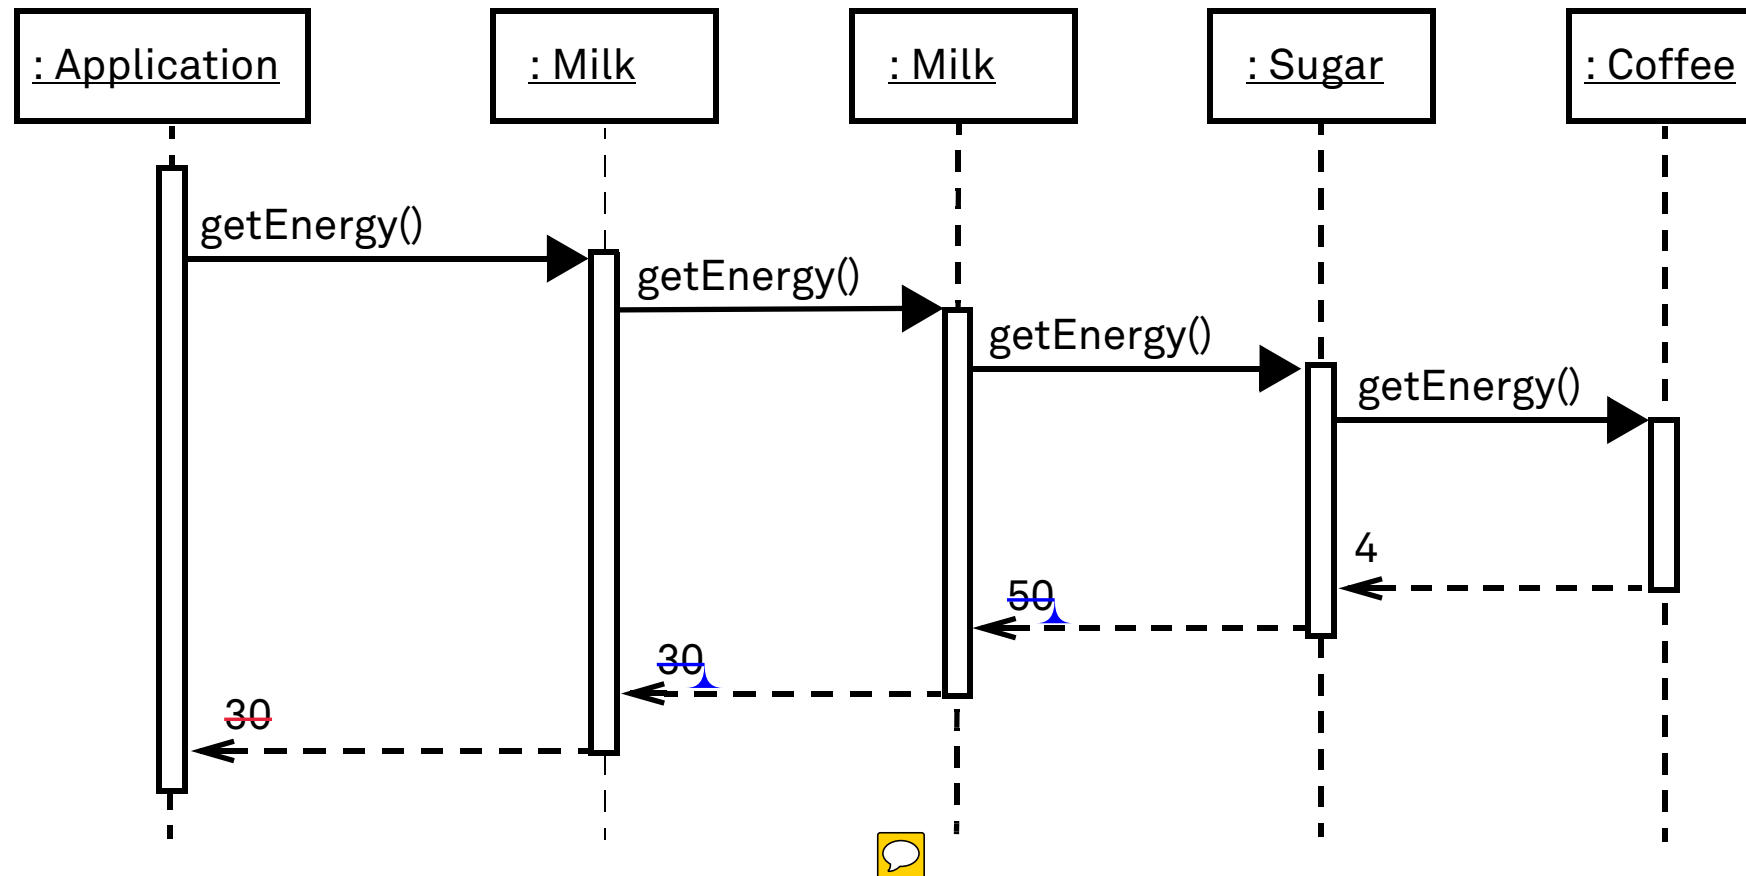 : Application
: Milk
: Milk
: Sugar
: Coffee
getEnergy()
getEnergy()
getEnergy()
getEnergy()
4
50
30
30